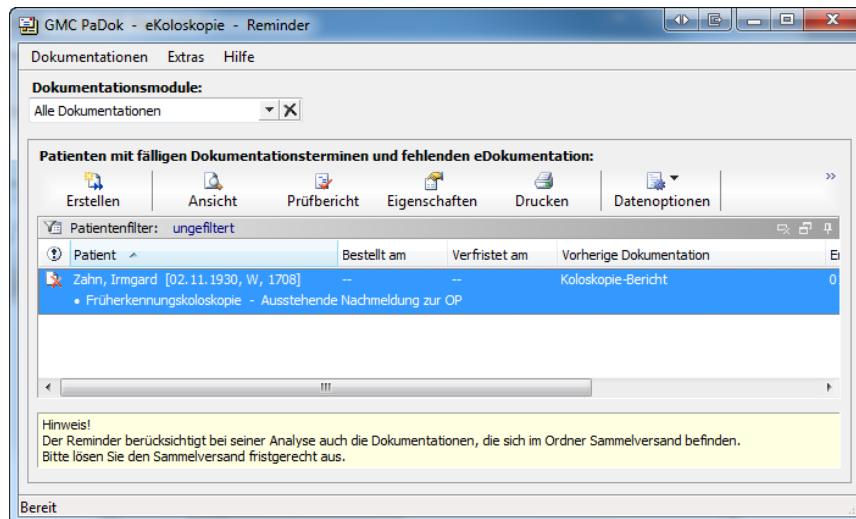 GMC PaDok - eKoloskopie - Reminder
Dokumentationen Extras Hilfe
Dokumentationsmodule:
Alle Dokumentationen
Patienten mit fälligen Dokumentationsterminen und fehlenden eDokumentation:
Erstellen Ansicht Prüfbericht Eigenschaften Drucken Datenoptionen
Patientenfilter: ungefiltert
Patient Bestellt am Verfristet am Vorherige Dokumentation
Zahn, Irmgard [02.11.1930, W, 1708] -- -- Koloskopie-Bericht 0
• Früherkennungskoloskopie - Ausstehende Nachmeldung zur OP
Hinweis!
Der Reminder berücksichtigt bei seiner Analyse auch die Dokumentationen, die sich im Ordner Sammelversand befinden.
Bitte lösen Sie den Sammelversand fristgerecht aus.
Bereit